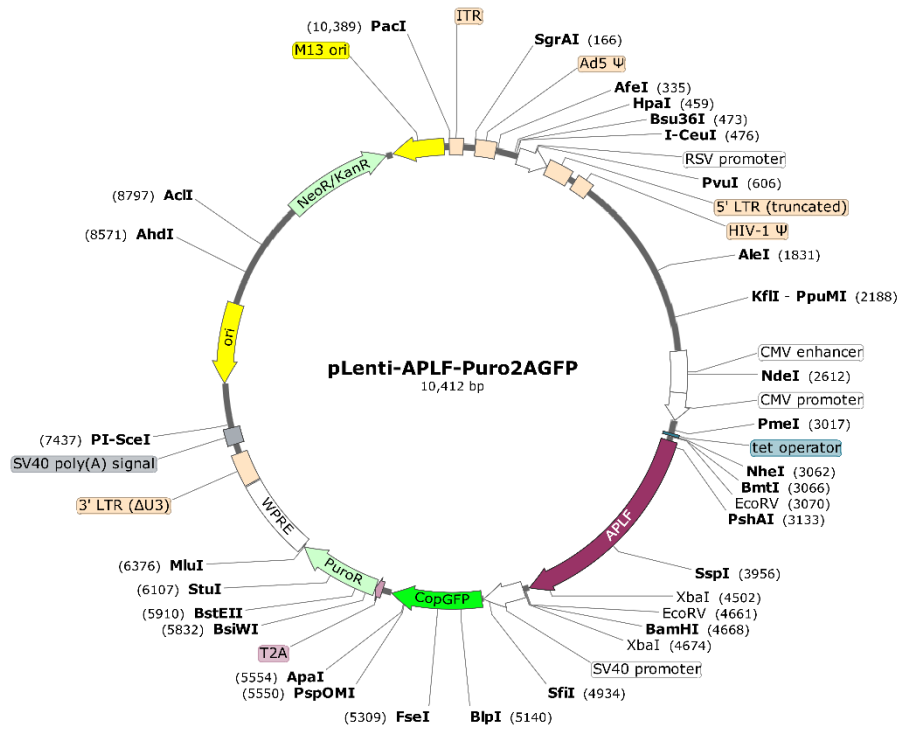 (10,389) PacI
ITR
M13 ori
SgrAI (166)
Ad5 Ψ
AfeI (335)
HpaI (459)
Bsu36I (473)
I-CeuI (476)
RSV promoter
PvuI (606)
5' LTR (truncated)
HIV-1 Ψ
NeoR/KanR
(8797) AclI
(8571) AhdI
AleI (1831)
KflI - PpuMI (2188)
ori
pLenti-APLF-Puro2AGFP
10,412 bp
CMV enhancer
NdeI (2612)
CMV promoter
PmeI (3017)
tet operator
NheI (3062)
BmtI (3066)
EcoRV (3070)
PshAI (3133)
(7437) PI-SceI
SV40 poly(A) signal
3' LTR (ΔU3)
WPRE
APLF
SspI (3956)
XbaI (4502)
EcoRV (4661)
BamHI (4668)
XbaI (4674)
SV40 promoter
(6376) MluI
(6107) StuI
(5910) BstEII
(5832) BsiWI
PuroR
CopGFP
T2A
(5554) ApaI
(5550) PspOMI
(5309) FseI
BlpI (5140)
SfiI (4934)